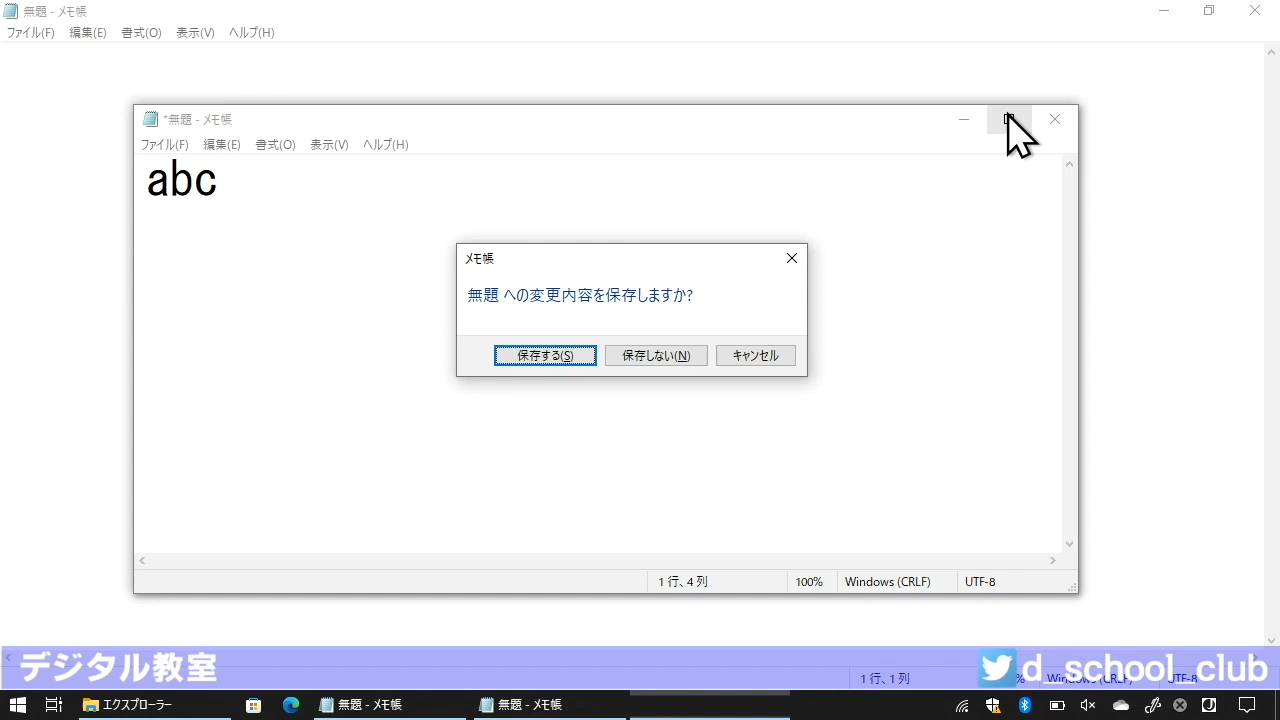 無題 - メモ帳
ファイル(F) 編集(E) 書式(O) 表示(V) ヘルプ(H)
*無題 - メモ帳
ファイル(F) 編集(E) 書式(O) 表示(V) ヘルプ(H)
abc
メモ帳
無題 への変更内容を保存しますか?
保存する(S) 保存しない(N) キャンセル
1 行、4 列 100% Windows (CRLF) UTF-8
デジタル教室 d_school_club
1 行、1 列 % Windows (CRLF) UTF-8
エクスプローラー 無題 - メモ帳 無題 - メモ帳